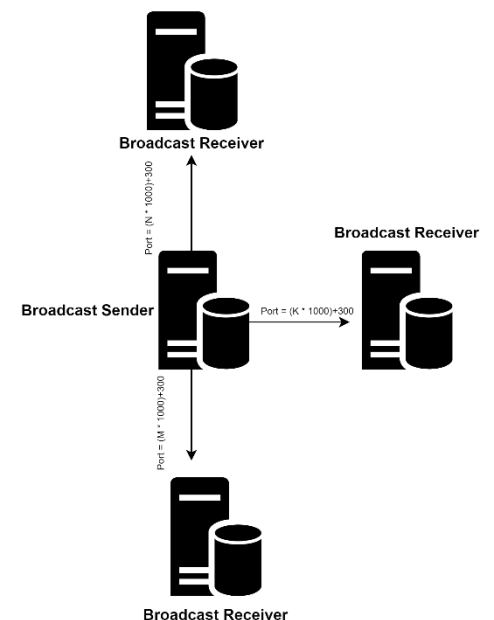 Broadcast Receiver
Port = (N * 1000)+300
Broadcast Receiver
Broadcast Sender
Port = (K * 1000)+300
Port = (M * 1000)+300
Broadcast Receiver